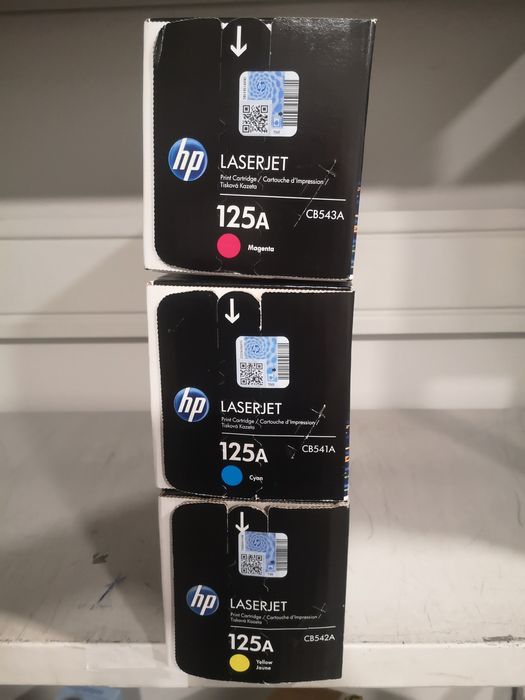 hp
LASERJET
Print Cartridge / Cartouche d'Impression /
Tisková Kazeta
125A
CB543A
Magenta
hp
LASERJET
Print Cartridge / Cartouche d'Impression /
Tisková Kazeta
125A
CB541A
Cyan
hp
LASERJET
Print Cartridge / Cartouche d'Impression /
Tisková Kazeta
125A
CB542A
Yellow
Jaune